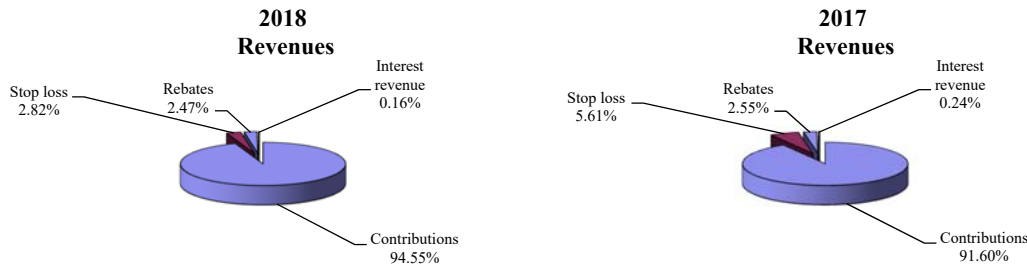 2018
Revenues
Stop loss
2.82%
Rebates
2.47%
Interest
revenue
0.16%
Contributions
94.55%
2017
Revenues
Stop loss
5.61%
Rebates
2.55%
Interest
revenue
0.24%
Contributions
91.60%